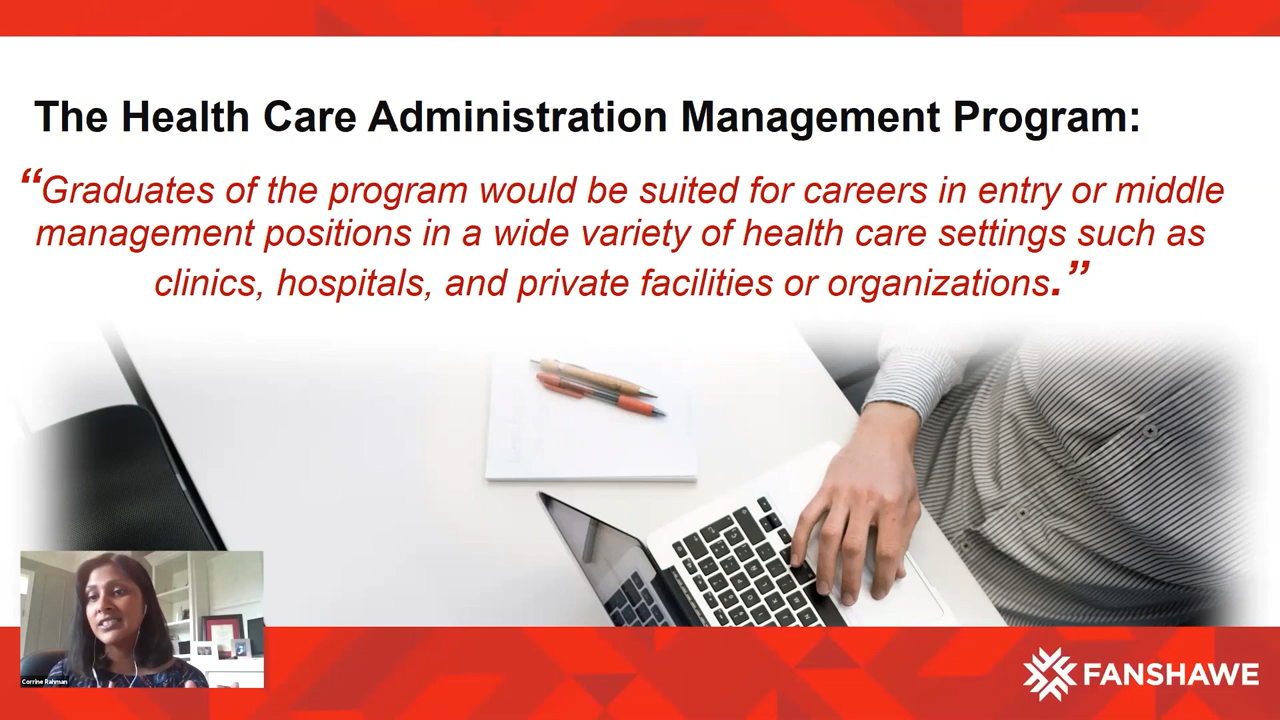 The Health Care Administration Management Program:
“Graduates of the program would be suited for careers in entry or middle
management positions in a wide variety of health care settings such as
clinics, hospitals, and private facilities or organizations.”
Corrine Rahman
FANSHAWE